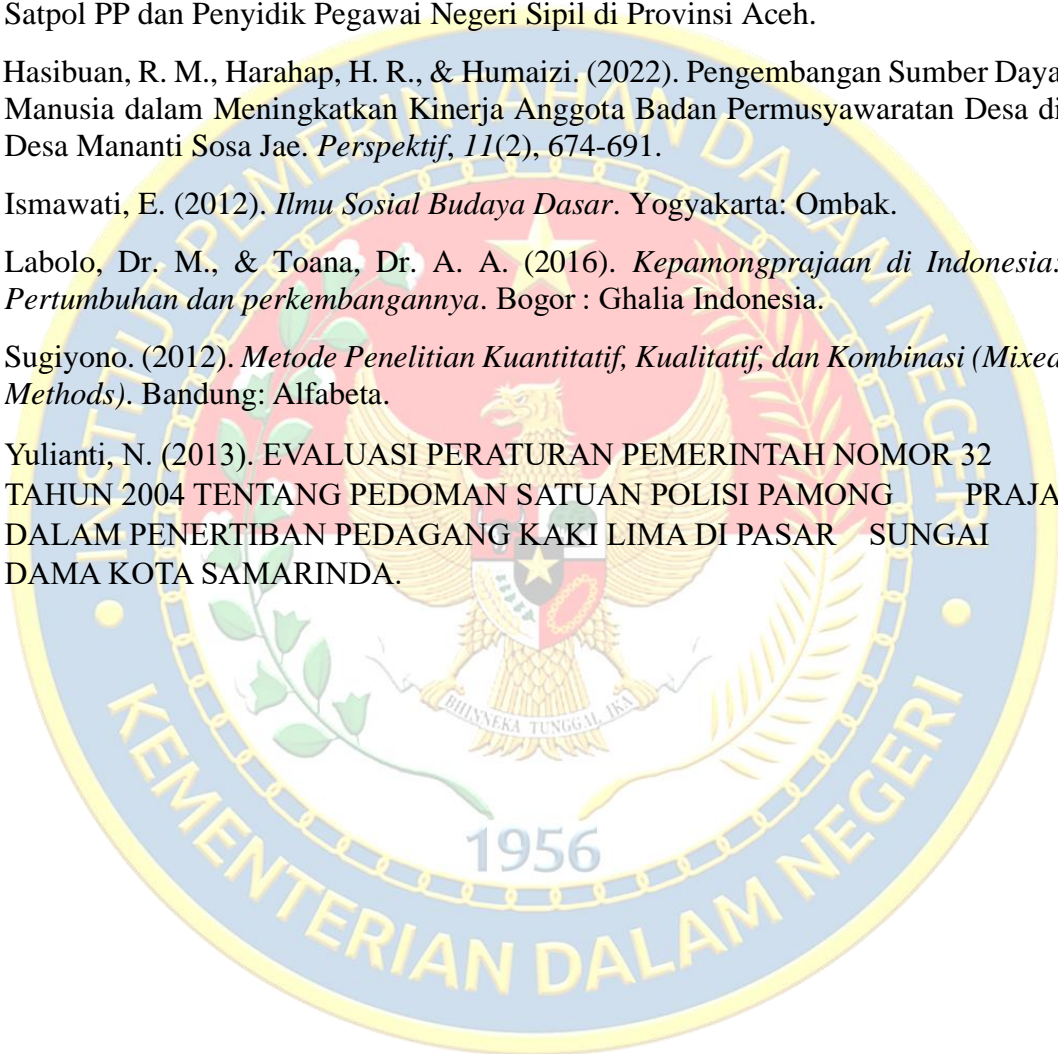 Satpol PP dan Penyidik Pegawai Negeri Sipil di Provinsi Aceh.
Hasibuan, R. M., Harahap, H. R., & Humaizi. (2022). Pengembangan Sumber Daya
Manusia dalam Meningkatkan Kinerja Anggota Badan Permusyawaratan Desa di
Desa Mananti Sosa Jae. Perspektif, 11(2), 674-691.
Ismawati, E. (2012). Ilmu Sosial Budaya Dasar. Yogyakarta: Ombak.
Labolo, Dr. M., & Toana, Dr. A. A. (2016). Kepamongprajaan di Indonesia:
Pertumbuhan dan perkembangannya. Bogor : Ghalia Indonesia.
Sugiyono. (2012). Metode Penelitian Kuantitatif, Kualitatif, dan Kombinasi (Mixed
Methods). Bandung: Alfabeta.
Yulianti, N. (2013). EVALUASI PERATURAN PEMERINTAH NOMOR 32
TAHUN 2004 TENTANG PEDOMAN SATUAN POLISI PAMONG PRAJA
DALAM PENERTIBAN PEDAGANG KAKI LIMA DI PASAR SUNGAI
DAMA KOTA SAMARINDA.
INSTITUT PEMERINTAHAN DALAM NEGERI
BHINNEKA TUNGGAL IKA
1956
KEMENTERIAN DALAM NEGERI